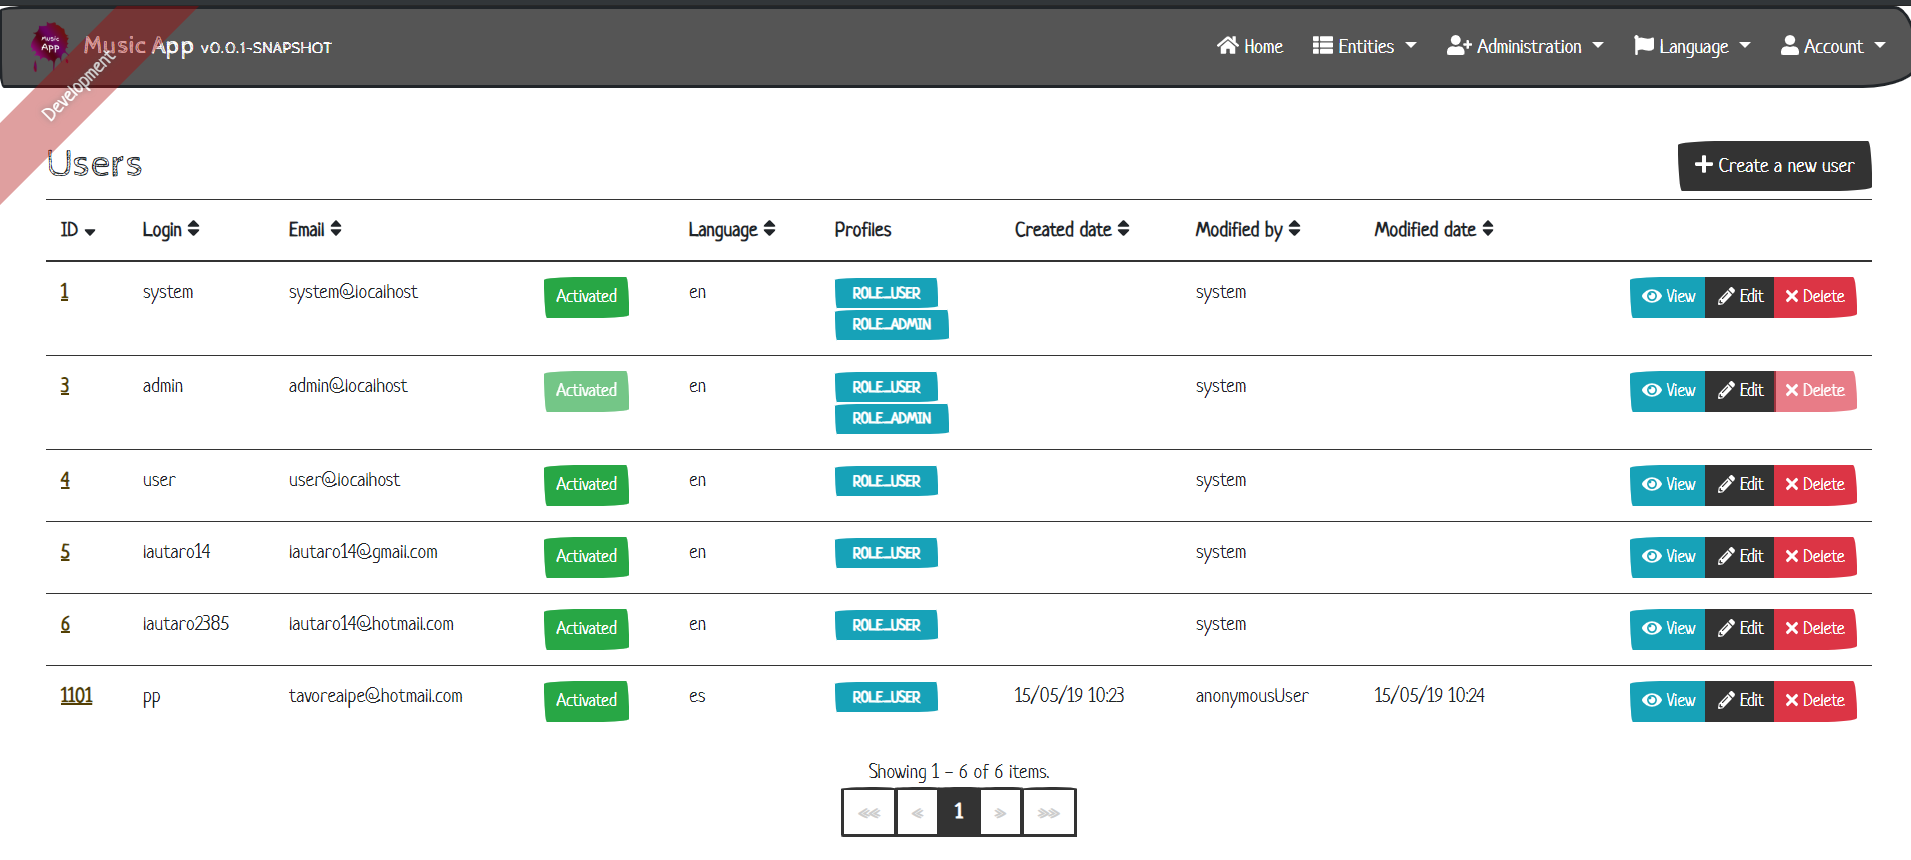 Music App
Music App v0.0.1-SNAPSHOT Home Entities Administration Language Account
Development
Users
Create a new user
ID Login Email Language Profiles Created date Modified by Modified date
1 system system@localhost Activated en ROLE_USER system View Edit Delete
ROLE_ADMIN
3 admin admin@localhost Activated en ROLE_USER system View Edit Delete
ROLE_ADMIN
4 user user@localhost Activated en ROLE_USER system View Edit Delete
5 lautaro14 lautaro14@gmail.com Activated en ROLE_USER system View Edit Delete
6 lautaro2385 lautaro14@hotmail.com Activated en ROLE_USER system View Edit Delete
1101 pp tavorealpe@hotmail.com Activated es ROLE_USER 15/05/19 10:23 anonymousUser 15/05/19 10:24 View Edit Delete
Showing 1 - 6 of 6 items.
«« « 1 » »»